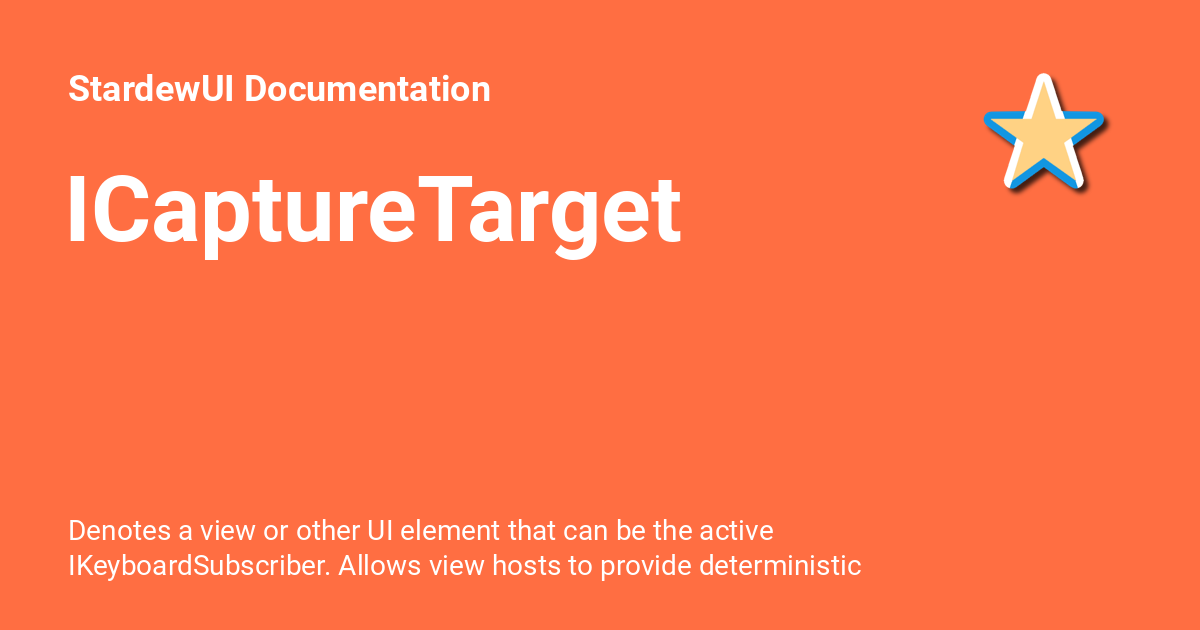 StardewUI Documentation
ICaptureTarget
Denotes a view or other UI element that can be the active
IKeyboardSubscriber. Allows view hosts to provide deterministic